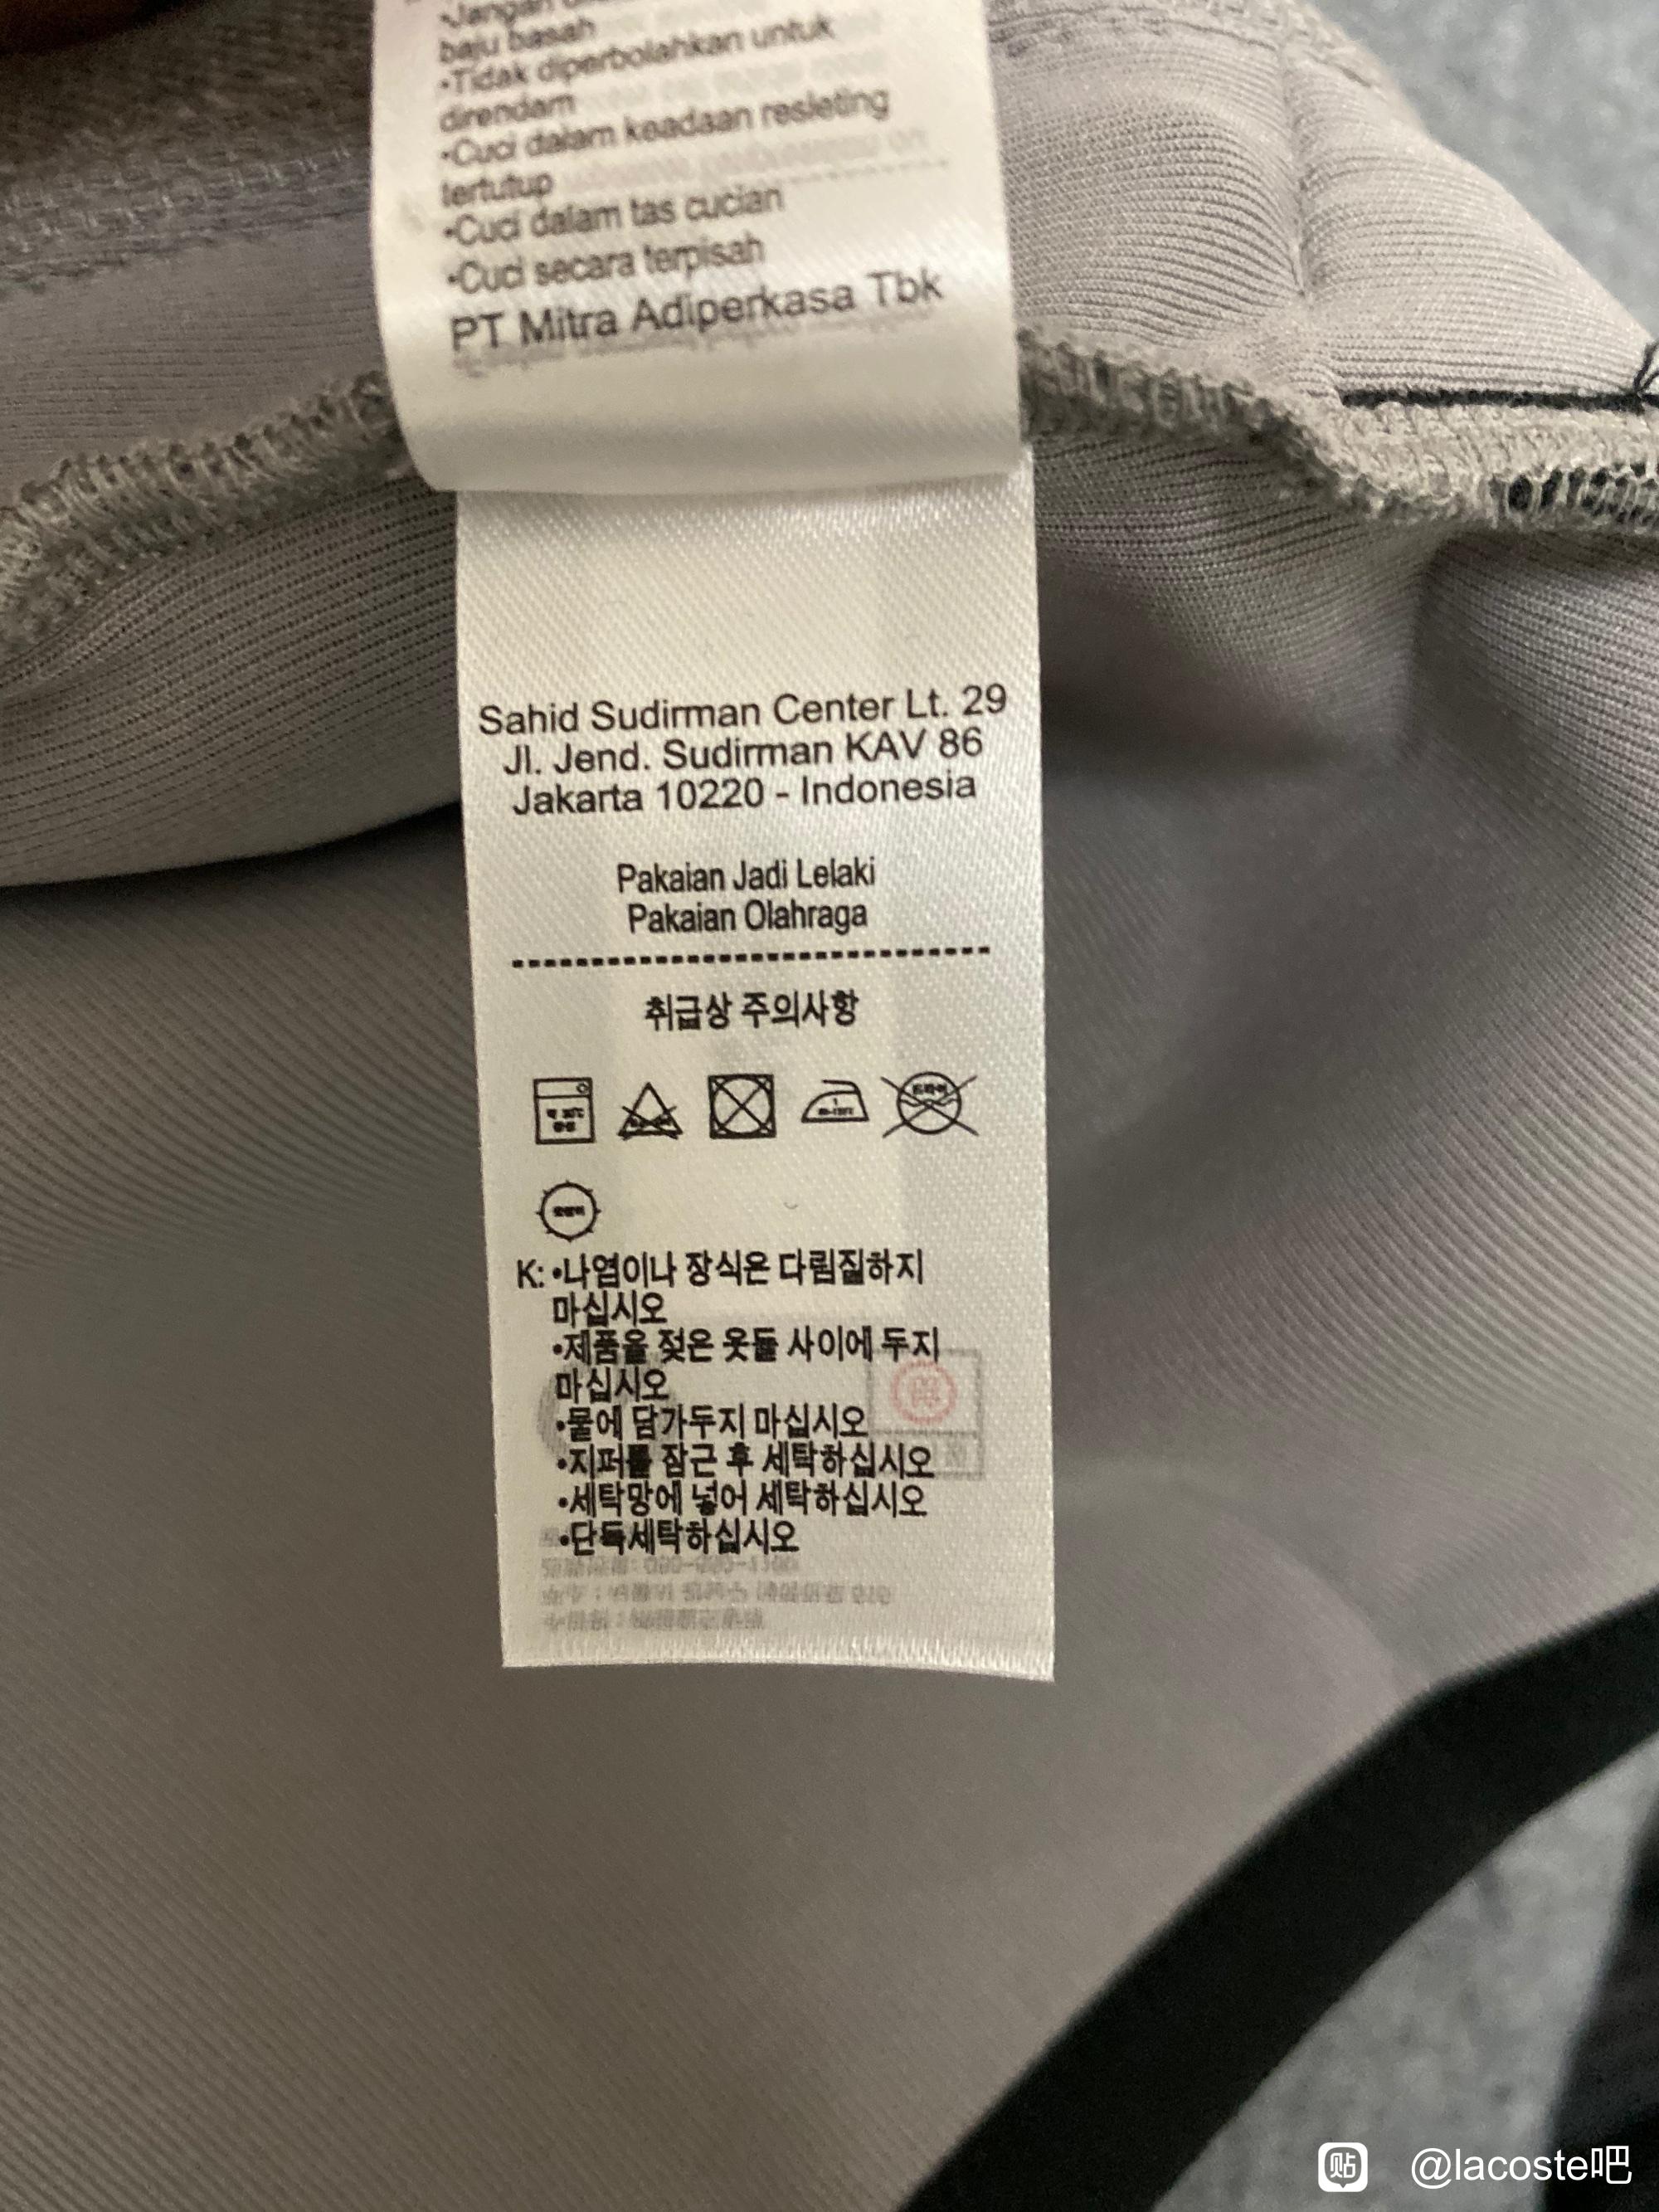 •Jangan
baju basah
•Tidak diperbolahkan untuk
direndam
•Cuci dalam keadaan resleting
tertutup
•Cuci dalam tas cucian
•Cuci secara terpisah
PT Mitra Adiperkasa Tbk
Sahid Sudirman Center Lt. 29
Jl. Jend. Sudirman KAV 86
Jakarta 10220 - Indonesia
Pakaian Jadi Lelaki
Pakaian Olahraga
취급상 주의사항
K: •나염이나 장식은 다림질하지
마십시오
•제품을 젖은 옷들 사이에 두지
마십시오
•물에 담가두지 마십시오
•지퍼를 잠근 후 세탁하십시오
•세탁망에 넣어 세탁하십시오
•단독세탁하십시오
贴 @lacoste吧